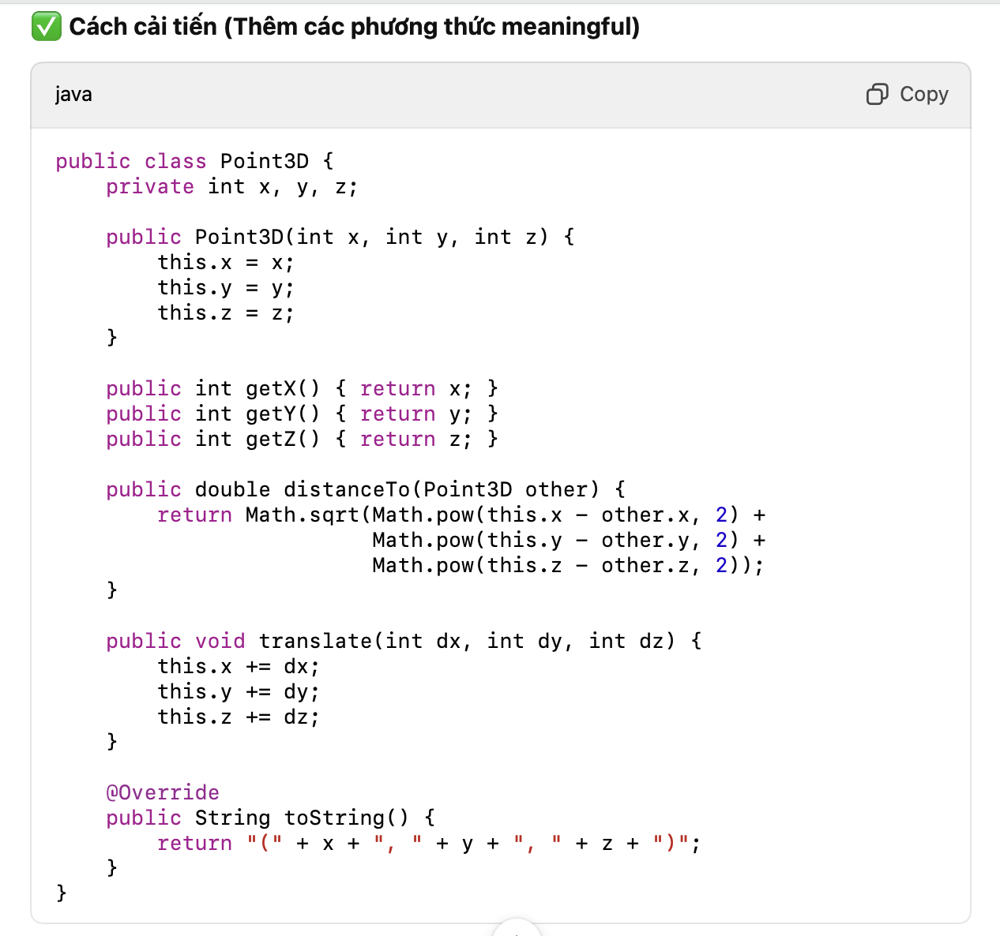 ✅ Cách cải tiến (Thêm các phương thức meaningful)
java
Copy
public class Point3D {
    private int x, y, z;

    public Point3D(int x, int y, int z) {
        this.x = x;
        this.y = y;
        this.z = z;
    }

    public int getX() { return x; }
    public int getY() { return y; }
    public int getZ() { return z; }

    public double distanceTo(Point3D other) {
        return Math.sqrt(Math.pow(this.x - other.x, 2) +
                         Math.pow(this.y - other.y, 2) +
                         Math.pow(this.z - other.z, 2));
    }

    public void translate(int dx, int dy, int dz) {
        this.x += dx;
        this.y += dy;
        this.z += dz;
    }

    @Override
    public String toString() {
        return "(" + x + ", " + y + ", " + z + ")";
    }
}